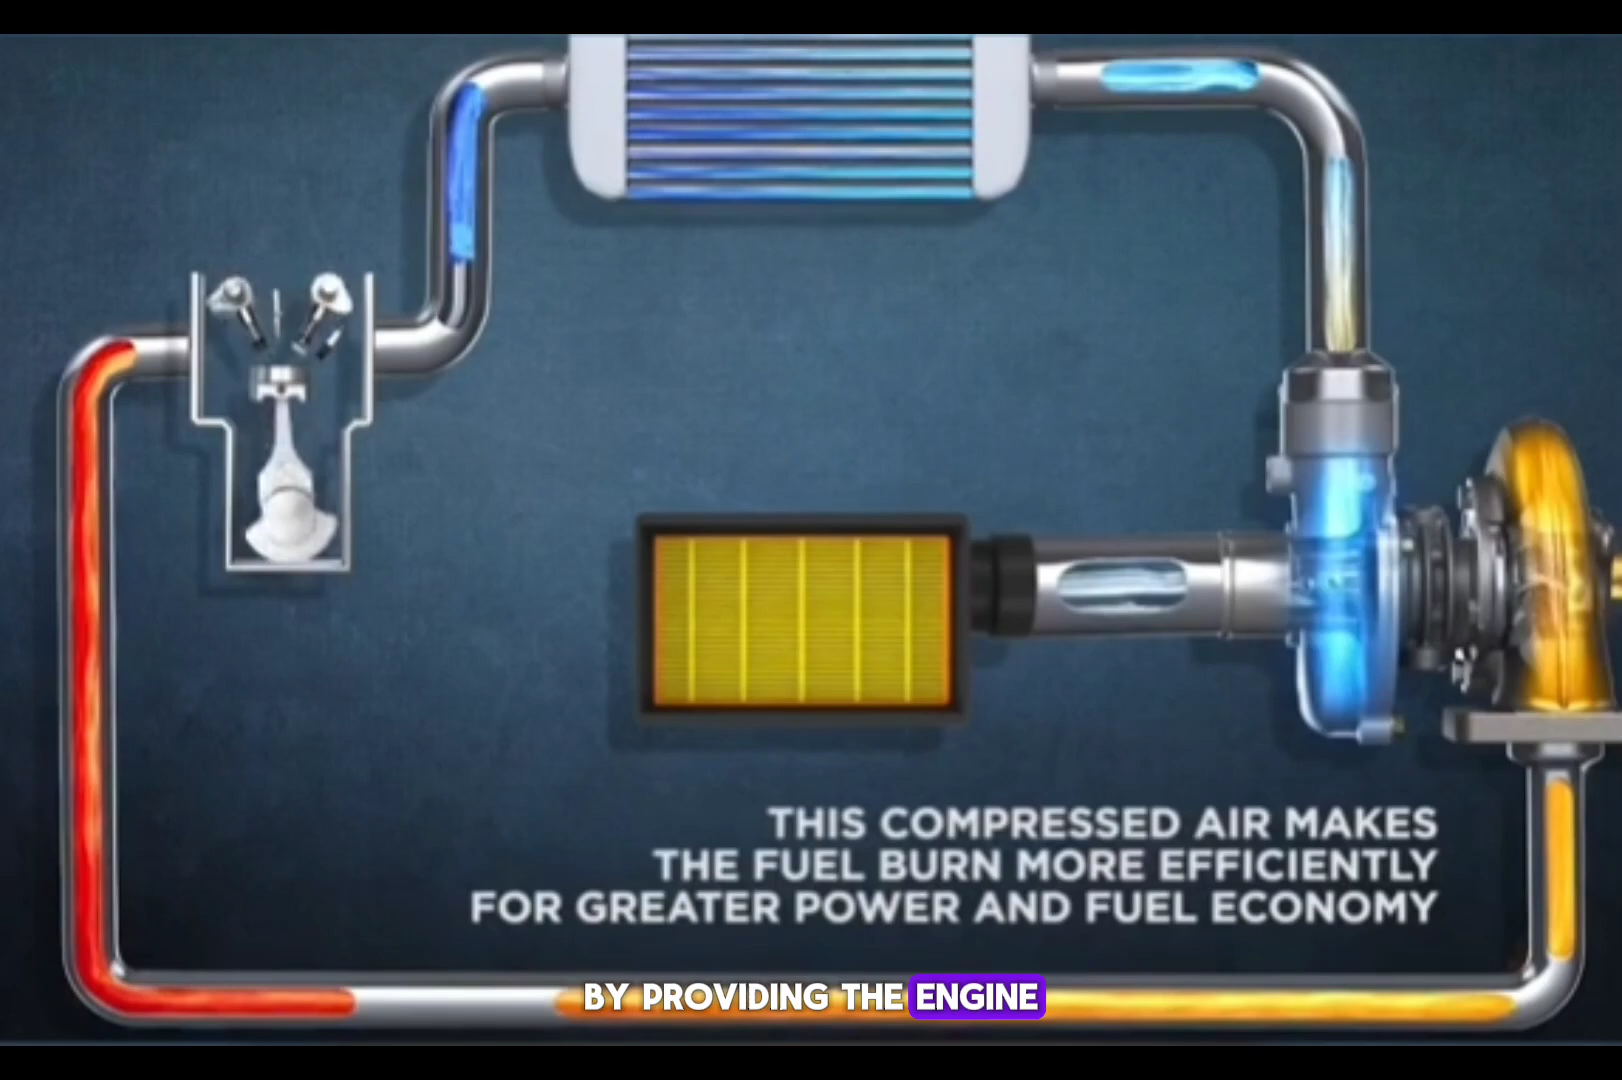 THIS COMPRESSED AIR MAKES
THE FUEL BURN MORE EFFICIENTLY
FOR GREATER POWER AND FUEL ECONOMY
BY PROVIDING THE ENGINE